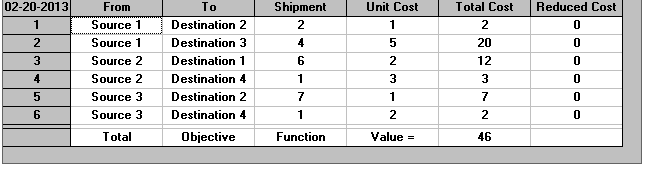 02-20-2013 From To Shipment Unit Cost Total Cost Reduced Cost
1 Source 1 Destination 2 2 1 2 0
2 Source 1 Destination 3 4 5 20 0
3 Source 2 Destination 1 6 2 12 0
4 Source 2 Destination 4 1 3 3 0
5 Source 3 Destination 2 7 1 7 0
6 Source 3 Destination 4 1 2 2 0
Total Objective Function Value = 46